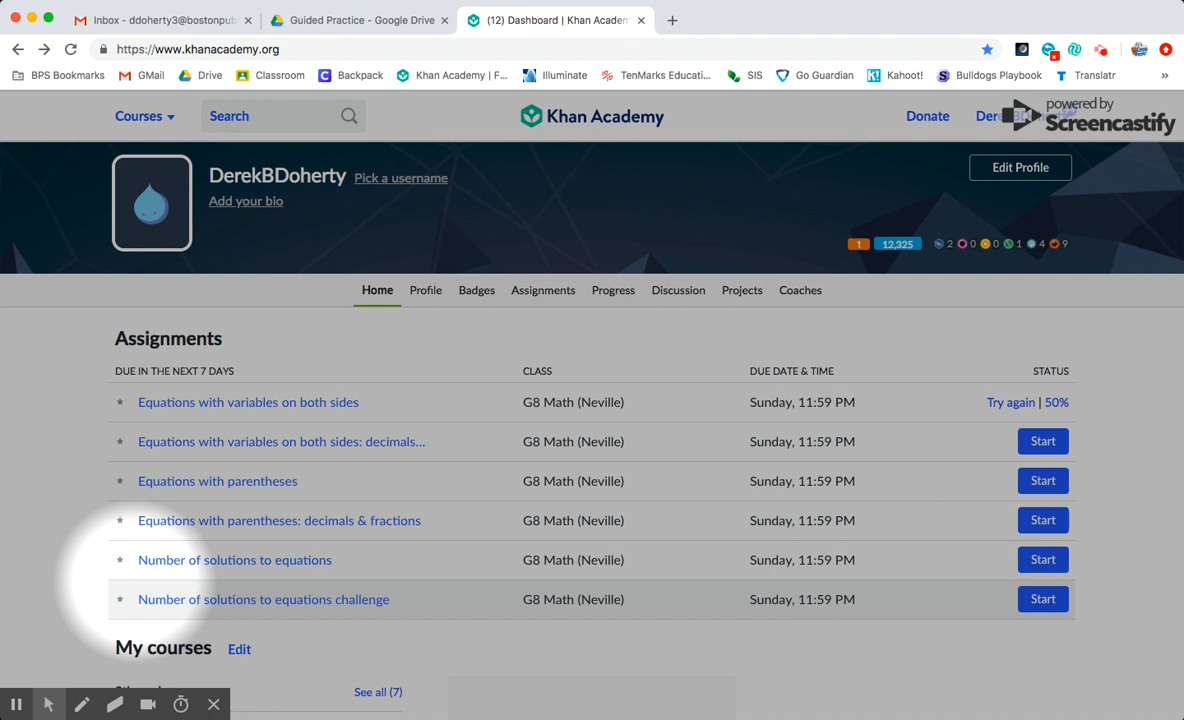 Inbox - ddoherty3@bostonpub Guided Practice - Google Drive (12) Dashboard | Khan Academ
https://www.khanacademy.org
BPS Bookmarks GMail Drive Classroom Backpack Khan Academy | F... Illuminate TenMarks Educati... SIS Go Guardian Kahoot! Bulldogs Playbook Translatr »
Courses Search Khan Academy Donate powered by Screencastify
DerekBDoherty Pick a username Edit Profile
Add your bio
1 12,325 2 0 0 1 4 9
Home Profile Badges Assignments Progress Discussion Projects Coaches
Assignments
DUE IN THE NEXT 7 DAYS CLASS DUE DATE & TIME STATUS
Equations with variables on both sides G8 Math (Neville) Sunday, 11:59 PM Try again | 50%
Equations with variables on both sides: decimals... G8 Math (Neville) Sunday, 11:59 PM Start
Equations with parentheses G8 Math (Neville) Sunday, 11:59 PM Start
Equations with parentheses: decimals & fractions G8 Math (Neville) Sunday, 11:59 PM Start
Number of solutions to equations G8 Math (Neville) Sunday, 11:59 PM Start
Number of solutions to equations challenge G8 Math (Neville) Sunday, 11:59 PM Start
My courses Edit
See all (7)